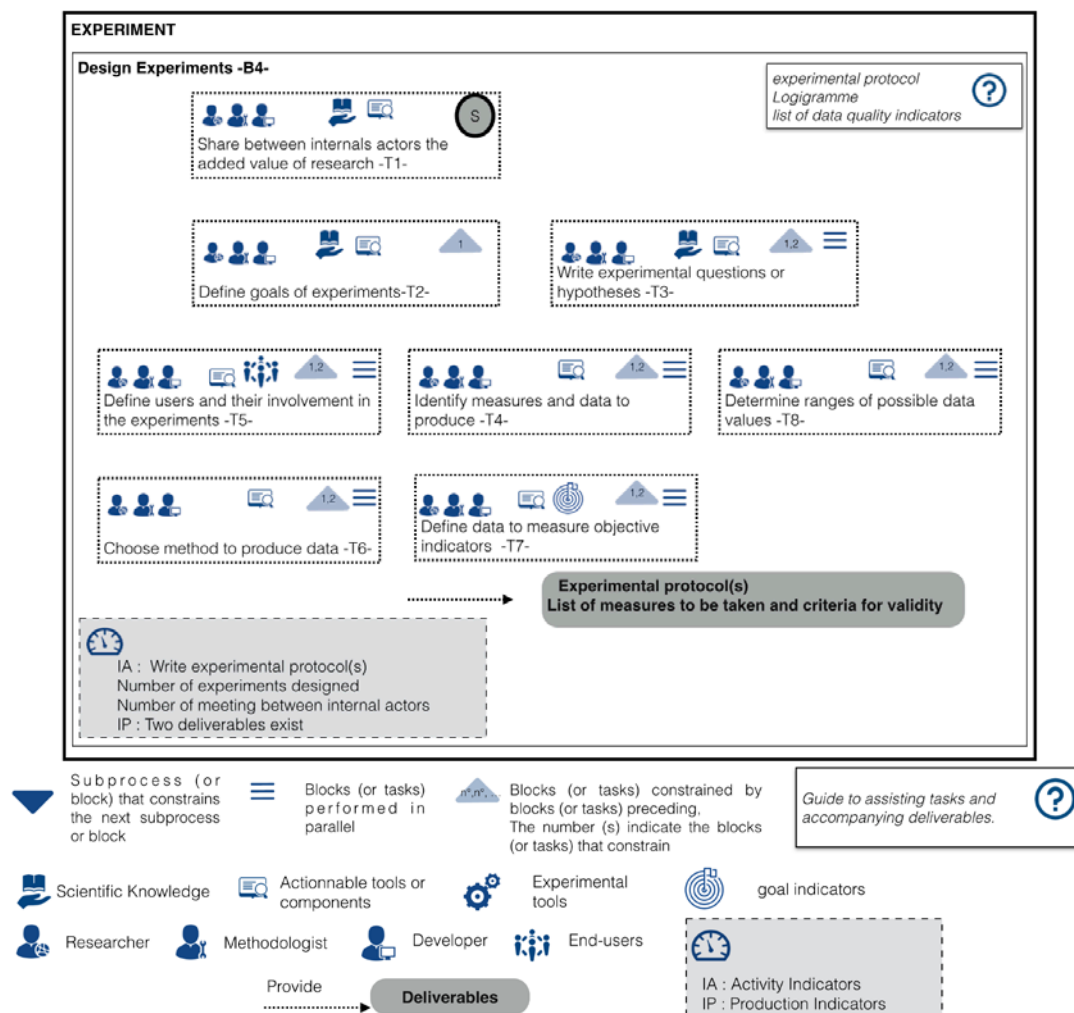 EXPERIMENT
Design Experiments -B4-
experimental protocol
Logigramme
list of data quality indicators
?
S
Share between internals actors the
added value of research -T1-
1
Define goals of experiments-T2-
1,2
Write experimental questions or
hypotheses -T3-
1,2
Define users and their involvement in
the experiments -T5-
1,2
Identify measures and data to
produce -T4-
1,2
Determine ranges of possible data
values -T8-
1,2
Choose method to produce data -T6-
1,2
Define data to measure objective
indicators -T7-
Experimental protocol(s)
List of measures to be taken and criteria for validity
IA : Write experimental protocol(s)
Number of experiments designed
Number of meeting between internal actors
IP : Two deliverables exist
Subprocess (or
block) that constrains
the next subprocess
or block
Blocks (or tasks)
performed in
parallel
n°,n°, ...
Blocks (or tasks) constrained by
blocks (or tasks) preceding,
The number (s) indicate the blocks
(or tasks) that constrain
Guide to assisting tasks and
accompanying deliverables.
?
Scientific Knowledge
Actionnable tools or
components
Experimental
tools
goal indicators
Researcher
Methodologist
Developer
End-users
IA : Activity Indicators
IP : Production Indicators
Provide
Deliverables